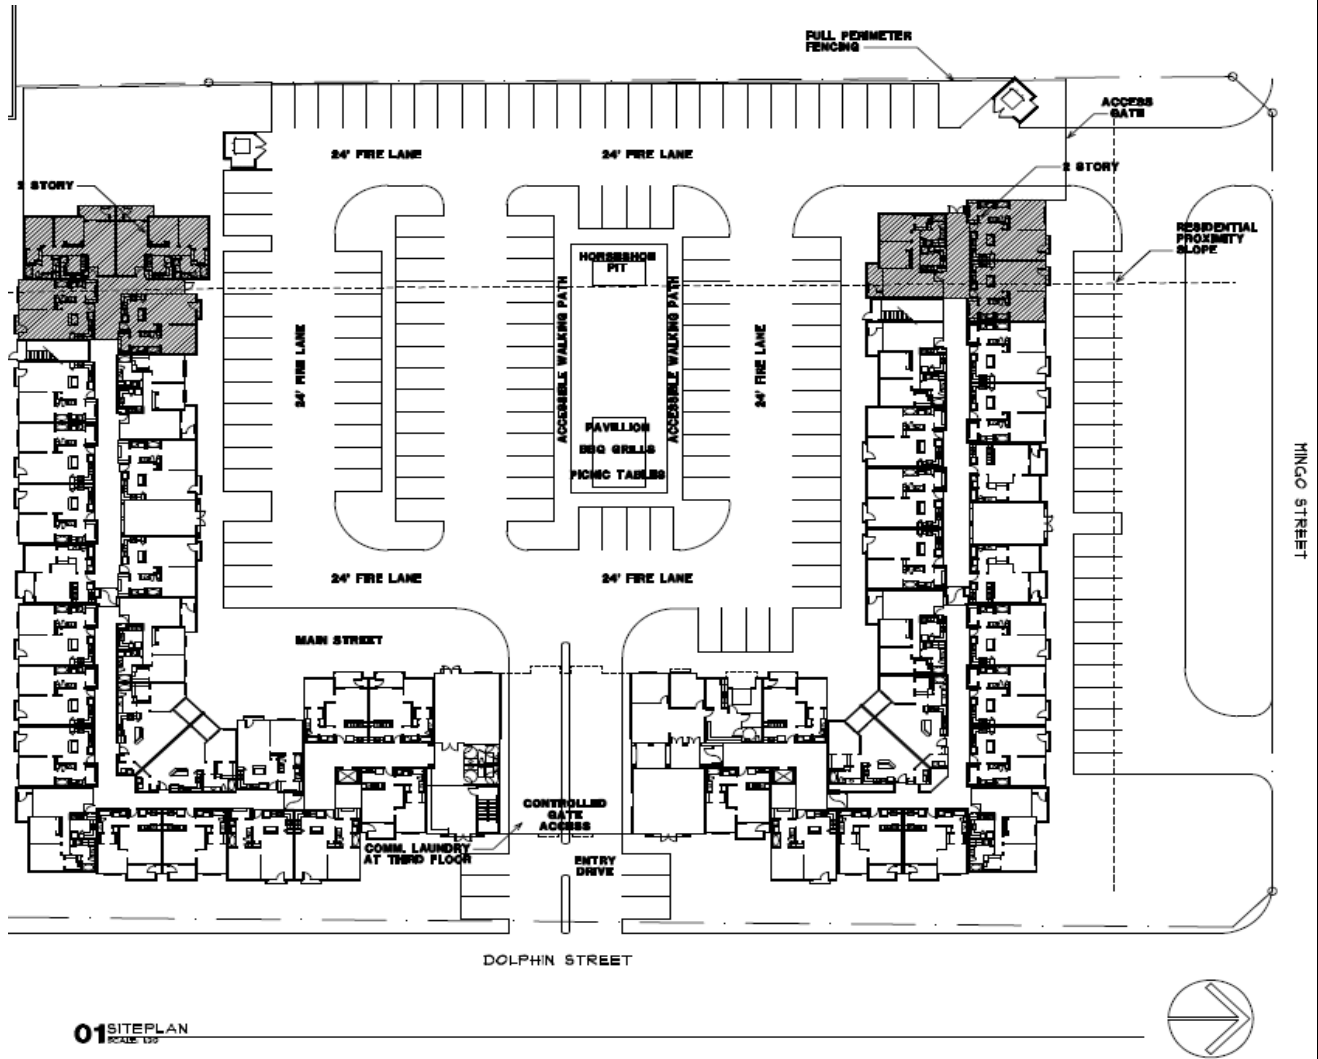 FULL PERIMETER
FENCING
ACCESS
GATE
24' FIRE LANE
24' FIRE LANE
2 STORY
2 STORY
RESIDENTIAL
PROXIMITY
SLOPE
HORSESHOE
PIT
ACCESSIBLE WALKING PATH
ACCESSIBLE WALKING PATH
24' FIRE LANE
24' FIRE LANE
PAVILLION
BBQ GRILLS
PICNIC TABLES
MINGO STREET
24' FIRE LANE
24' FIRE LANE
MAIN STREET
CONTROLLED
GATE
ACCESS
COMM. LAUNDRY
AT THIRD FLOOR
ENTRY
DRIVE
DOLPHIN STREET
01 SITEPLAN
SCALE: 1:20